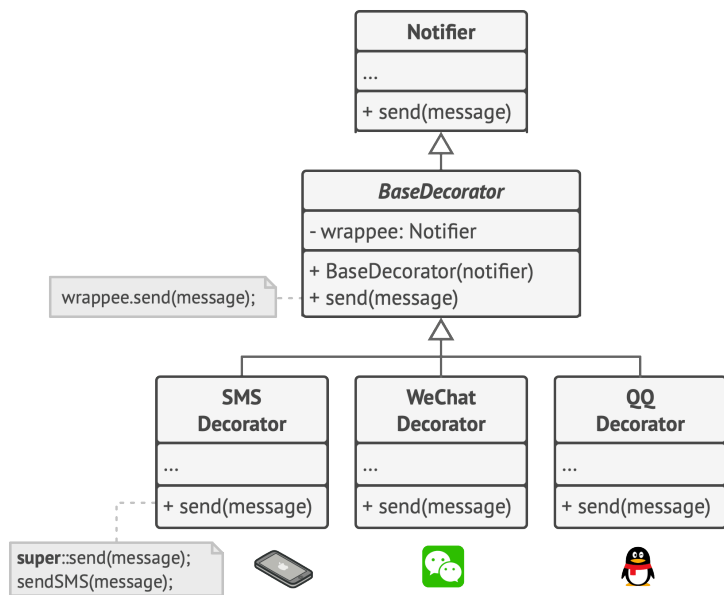 Notifier
...
+ send(message)
BaseDecorator
- wrappee: Notifier
+ BaseDecorator(notifier)
+ send(message)
wrappee.send(message);
SMS
Decorator
...
+ send(message)
WeChat
Decorator
...
+ send(message)
QQ
Decorator
...
+ send(message)
super::send(message);
sendSMS(message);